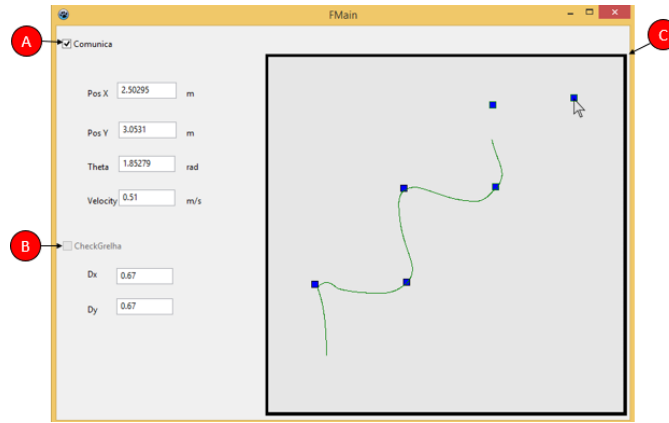 FMain
A
Comunica
C
Pos X 2.50295 m
Pos Y 3.0531 m
Theta 1.85279 rad
Velocity 0.51 m/s
B
CheckGrelha
Dx 0.67
Dy 0.67